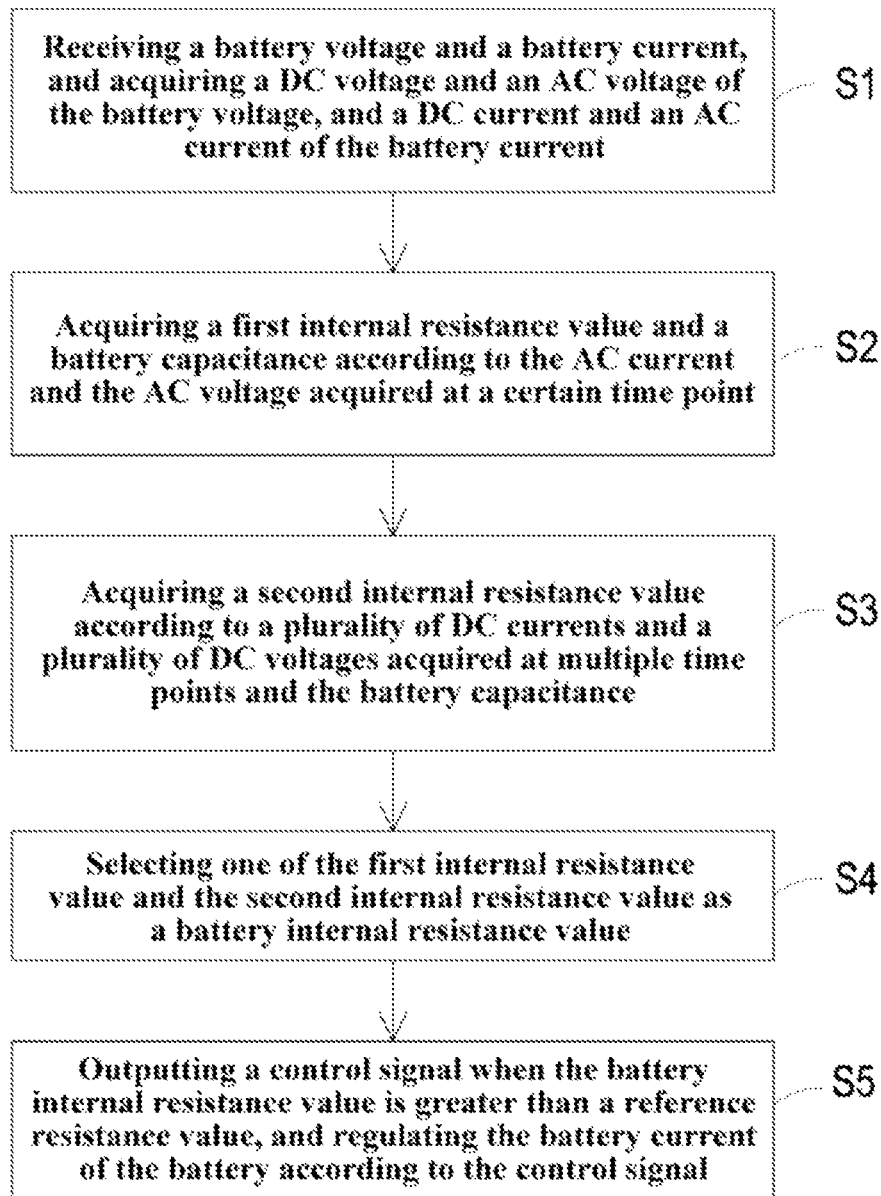 Receiving a battery voltage and a battery current,
and acquiring a DC voltage and an AC voltage of
the battery voltage, and a DC current and an AC
current of the battery current
S1
Acquiring a first internal resistance value and a
battery capacitance according to the AC current
and the AC voltage acquired at a certain time point
S2
Acquiring a second internal resistance value
according to a plurality of DC currents and a
plurality of DC voltages acquired at multiple time
points and the battery capacitance
S3
Selecting one of the first internal resistance
value and the second internal resistance value as
a battery internal resistance value
S4
Outputting a control signal when the battery
internal resistance value is greater than a reference
resistance value, and regulating the battery current
of the battery according to the control signal
S5